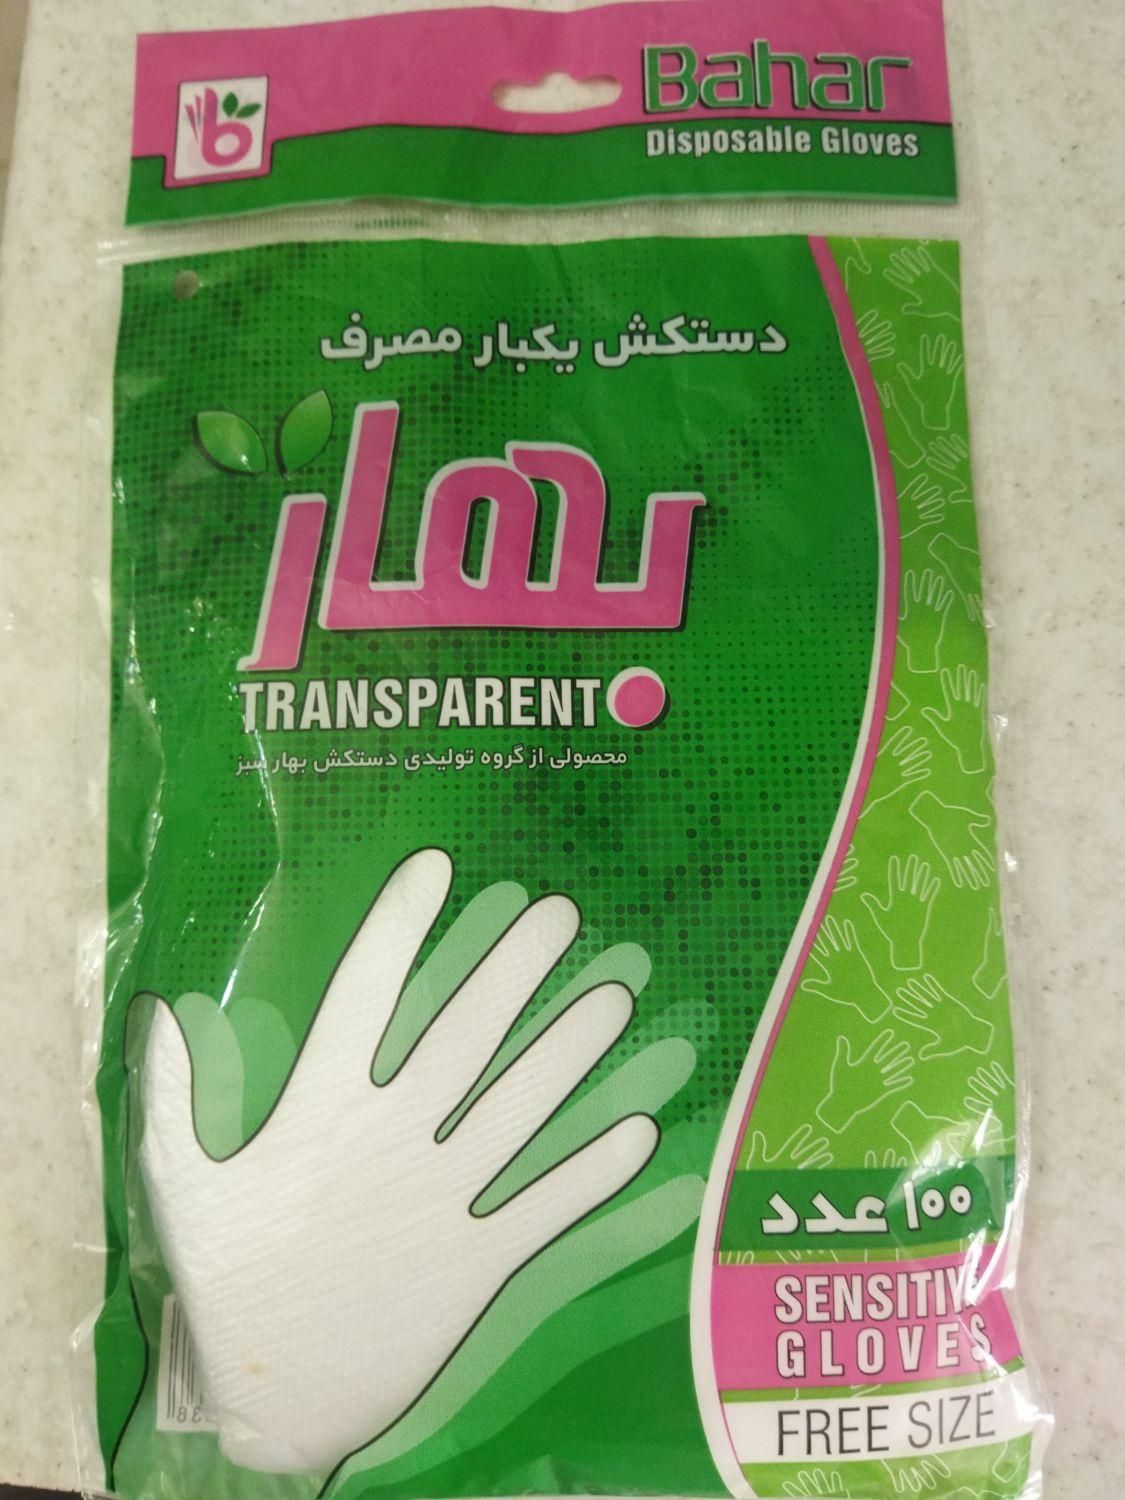 Bahar
Disposable Gloves
b
دستکش یکبار مصرف
بهار
TRANSPARENT
محصولی از گروه تولیدی دستکش بهار سبز
۱۰۰ عدد
SENSITIVE
GLOVES
FREE SIZE